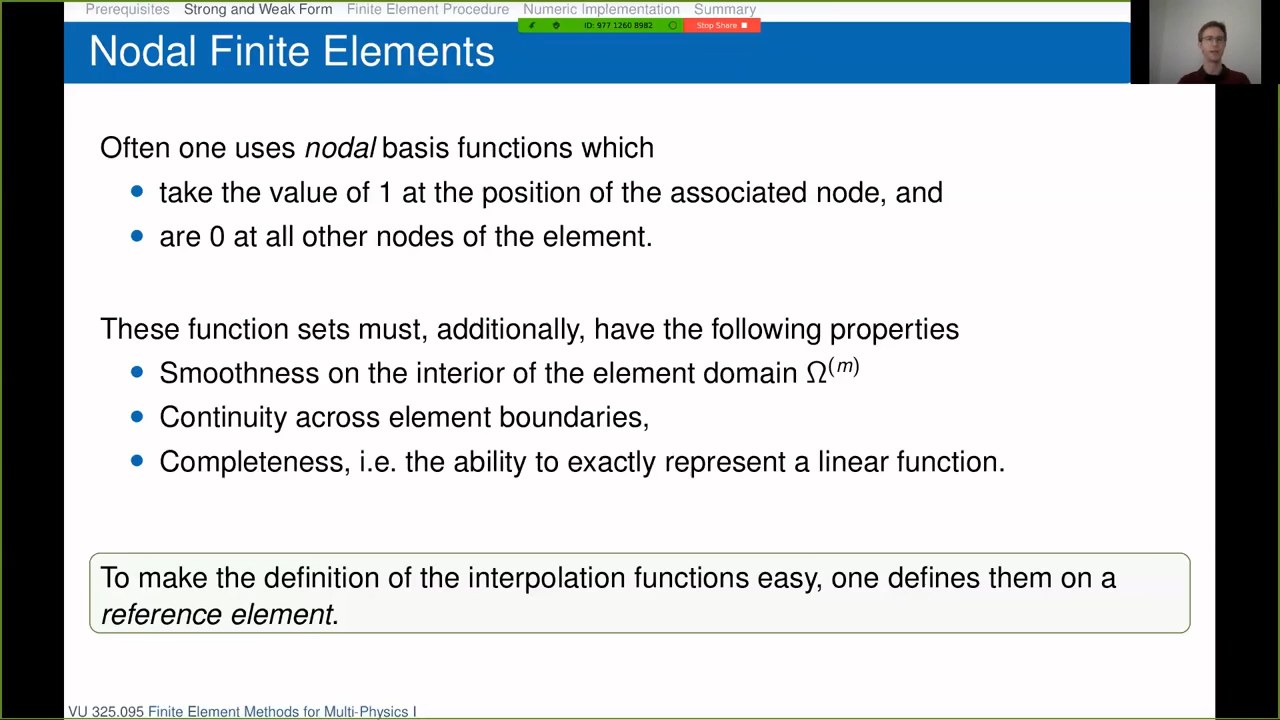 Prerequisites Strong and Weak Form Finite Element Procedure Numeric Implementation Summary
ID: 977 1260 8982 Stop Share
Nodal Finite Elements
Often one uses nodal basis functions which
• take the value of 1 at the position of the associated node, and
• are 0 at all other nodes of the element.
These function sets must, additionally, have the following properties
• Smoothness on the interior of the element domain Ω⁽ᵐ⁾
• Continuity across element boundaries,
• Completeness, i.e. the ability to exactly represent a linear function.
To make the definition of the interpolation functions easy, one defines them on a
reference element.
VU 325.095 Finite Element Methods for Multi-Physics I